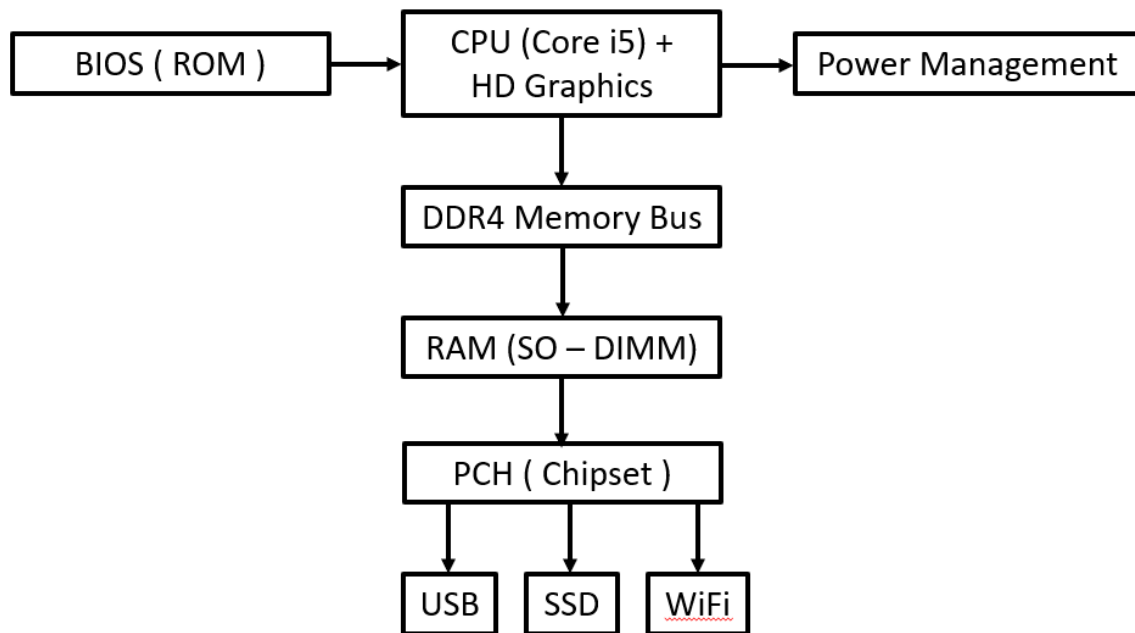 BIOS ( ROM )
CPU (Core i5) +
HD Graphics
Power Management
DDR4 Memory Bus
RAM (SO – DIMM)
PCH ( Chipset )
USB
SSD
WiFi